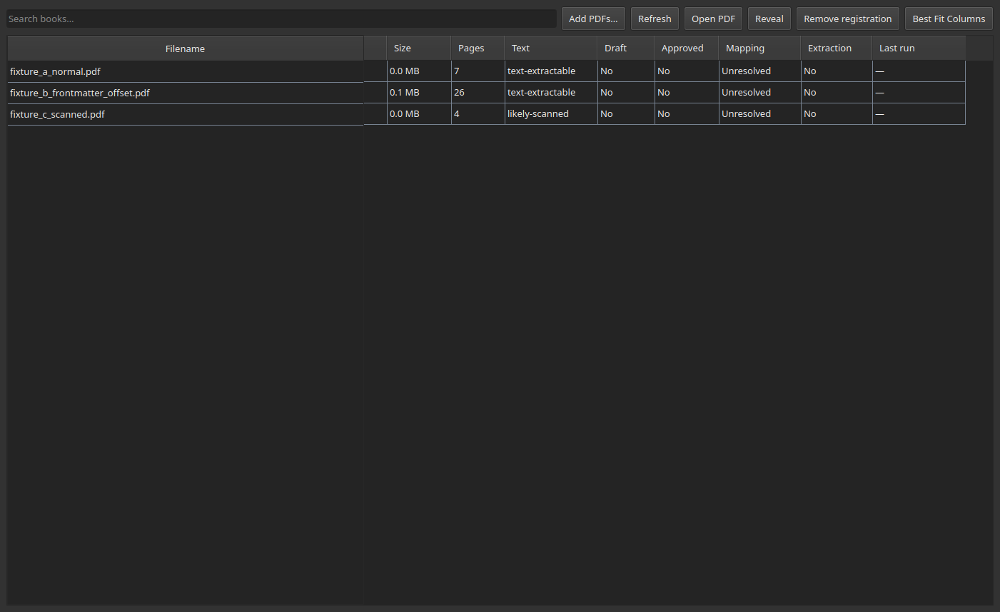 Search books... Add PDFs... Refresh Open PDF Reveal Remove registration Best Fit Columns
Filename Size Pages Text Draft Approved Mapping Extraction Last run
fixture_a_normal.pdf 0.0 MB 7 text-extractable No No Unresolved No —
fixture_b_frontmatter_offset.pdf 0.1 MB 26 text-extractable No No Unresolved No —
fixture_c_scanned.pdf 0.0 MB 4 likely-scanned No No Unresolved No —